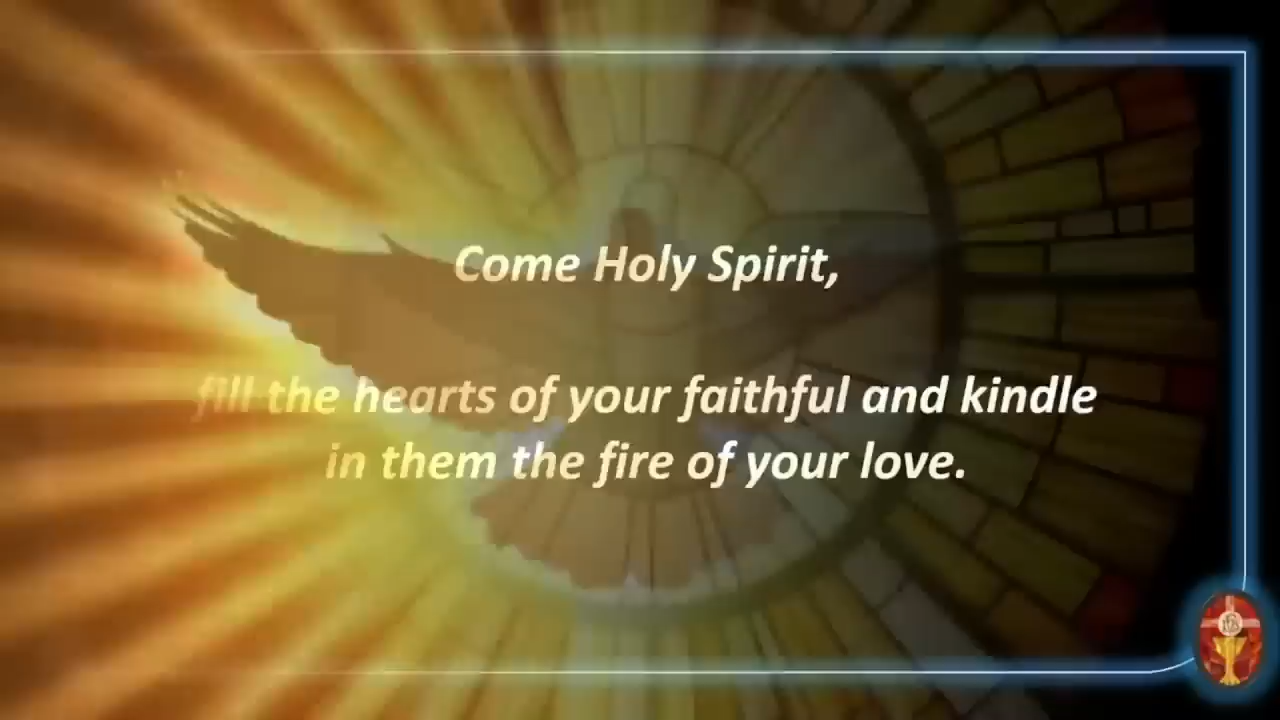 Come Holy Spirit,
fill the hearts of your faithful and kindle
in them the fire of your love.